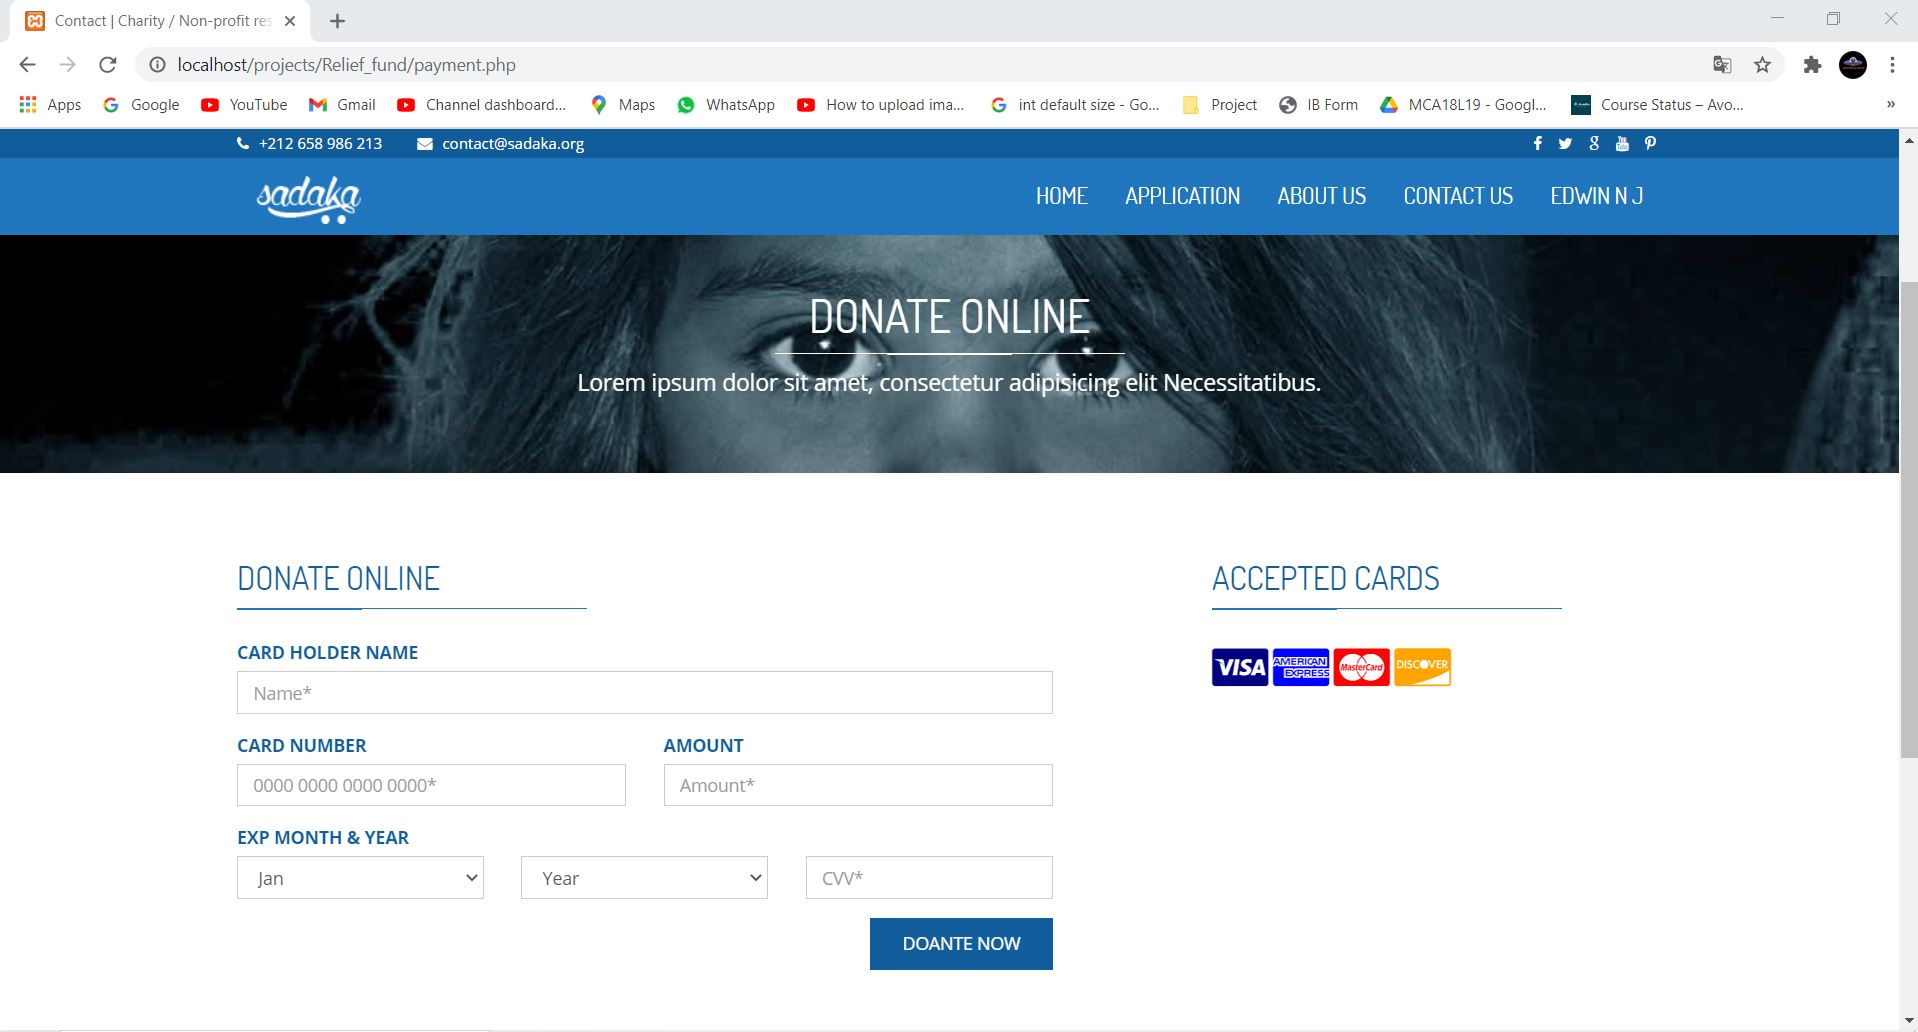 Contact | Charity / Non-profit res
localhost/projects/Relief_fund/payment.php
Apps Google YouTube Gmail Channel dashboard... Maps WhatsApp How to upload ima... int default size - Go... Project IB Form MCA18L19 - Googl... Course Status – Avo... »
+212 658 986 213 contact@sadaka.org
sadaka HOME APPLICATION ABOUT US CONTACT US EDWIN N J
DONATE ONLINE
Lorem ipsum dolor sit amet, consectetur adipisicing elit Necessitatibus.
DONATE ONLINE ACCEPTED CARDS
CARD HOLDER NAME
Name*
VISA AMERICAN EXPRESS MasterCard DISCOVER
CARD NUMBER AMOUNT
0000 0000 0000 0000* Amount*
EXP MONTH & YEAR
Jan Year CVV*
DOANTE NOW